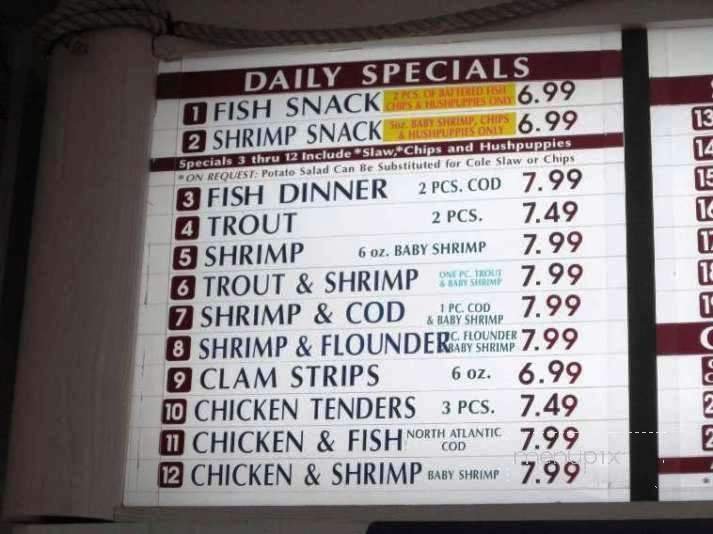 DAILY SPECIALS
1 FISH SNACK 2 PCS. OF BATTERED FISH CHIPS & HUSHPUPPIES ONLY 6.99
2 SHRIMP SNACK 5oz. BABY SHRIMP, CHIPS & HUSHPUPPIES ONLY 6.99
Specials 3 thru 12 Include *Slaw,*Chips and Hushpuppies
*ON REQUEST: Potato Salad Can Be Substituted for Cole Slaw or Chips
3 FISH DINNER 2 PCS. COD 7.99
4 TROUT 2 PCS. 7.49
5 SHRIMP 6 oz. BABY SHRIMP 7.99
6 TROUT & SHRIMP ONE PC. TROUT & BABY SHRIMP 7.99
7 SHRIMP & COD 1 PC. COD & BABY SHRIMP 7.99
8 SHRIMP & FLOUNDER PC. FLOUNDER BABY SHRIMP 7.99
9 CLAM STRIPS 6 oz. 6.99
10 CHICKEN TENDERS 3 PCS. 7.49
11 CHICKEN & FISH NORTH ATLANTIC COD 7.99
12 CHICKEN & SHRIMP BABY SHRIMP 7.99
13
14
15
16
menupix